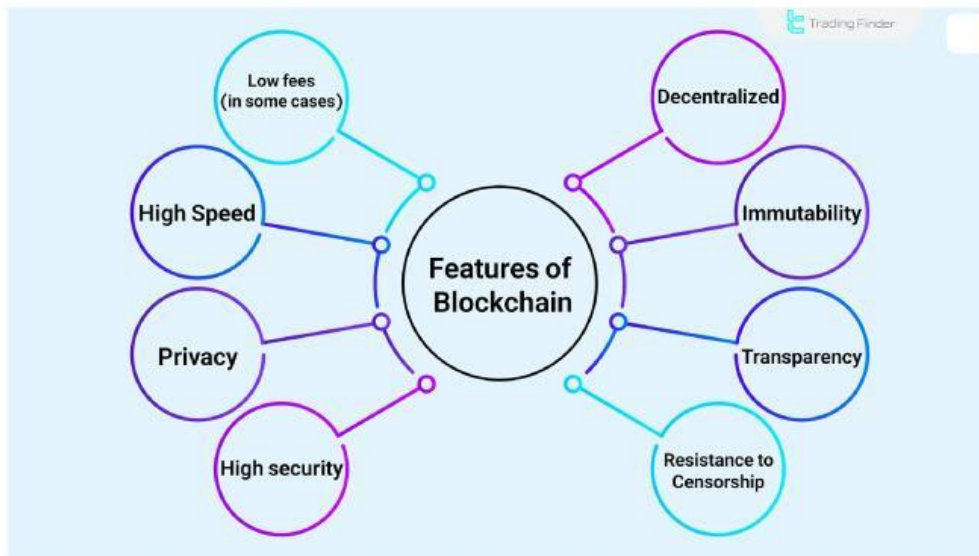 Trading Finder
Low fees
(in some cases)
High Speed
Privacy
High security
Features of
Blockchain
Decentralized
Immutability
Transparency
Resistance to
Censorship